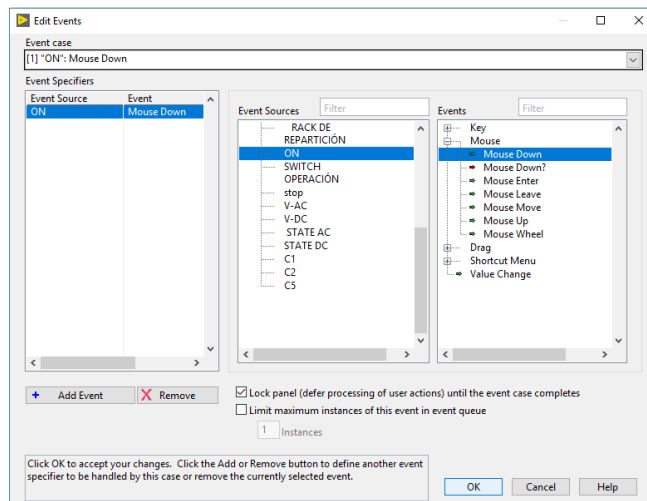 Edit Events
Event case
[1] "ON": Mouse Down
Event Specifiers
Event Source Event
ON Mouse Down
Event Sources Filter
RACK DE
REPARTICIÓN
ON
SWITCH
OPERACIÓN
stop
V-AC
V-DC
STATE AC
STATE DC
C1
C2
C5
Events Filter
Key
Mouse
Mouse Down
Mouse Down?
Mouse Enter
Mouse Leave
Mouse Move
Mouse Up
Mouse Wheel
Drag
Shortcut Menu
Value Change
+ Add Event X Remove
Lock panel (defer processing of user actions) until the event case completes
Limit maximum instances of this event in event queue
1 Instances
Click OK to accept your changes. Click the Add or Remove button to define another event
specifier to be handled by this case or remove the currently selected event.
OK Cancel Help